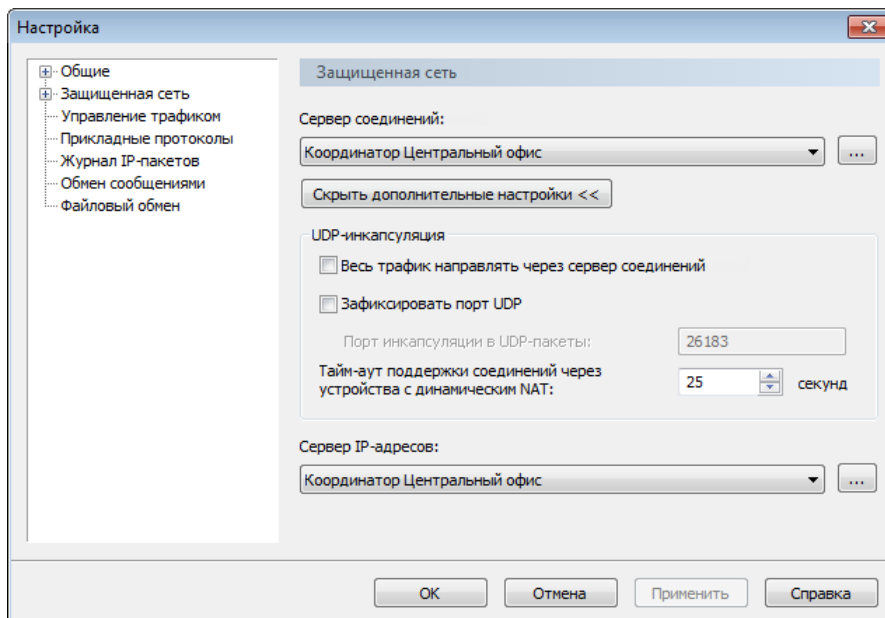 Настройка
Общие
Защищенная сеть
Управление трафиком
Прикладные протоколы
Журнал IP-пакетов
Обмен сообщениями
Файловый обмен
Защищенная сеть
Сервер соединений:
Координатор Центральный офис
...
Скрыть дополнительные настройки <<
UDP-инкапсуляция
Весь трафик направлять через сервер соединений
Зафиксировать порт UDP
Порт инкапсуляции в UDP-пакеты: 26183
Тайм-аут поддержки соединений через
устройства с динамическим NAT: 25 секунд
Сервер IP-адресов:
Координатор Центральный офис
...
ОК Отмена Применить Справка